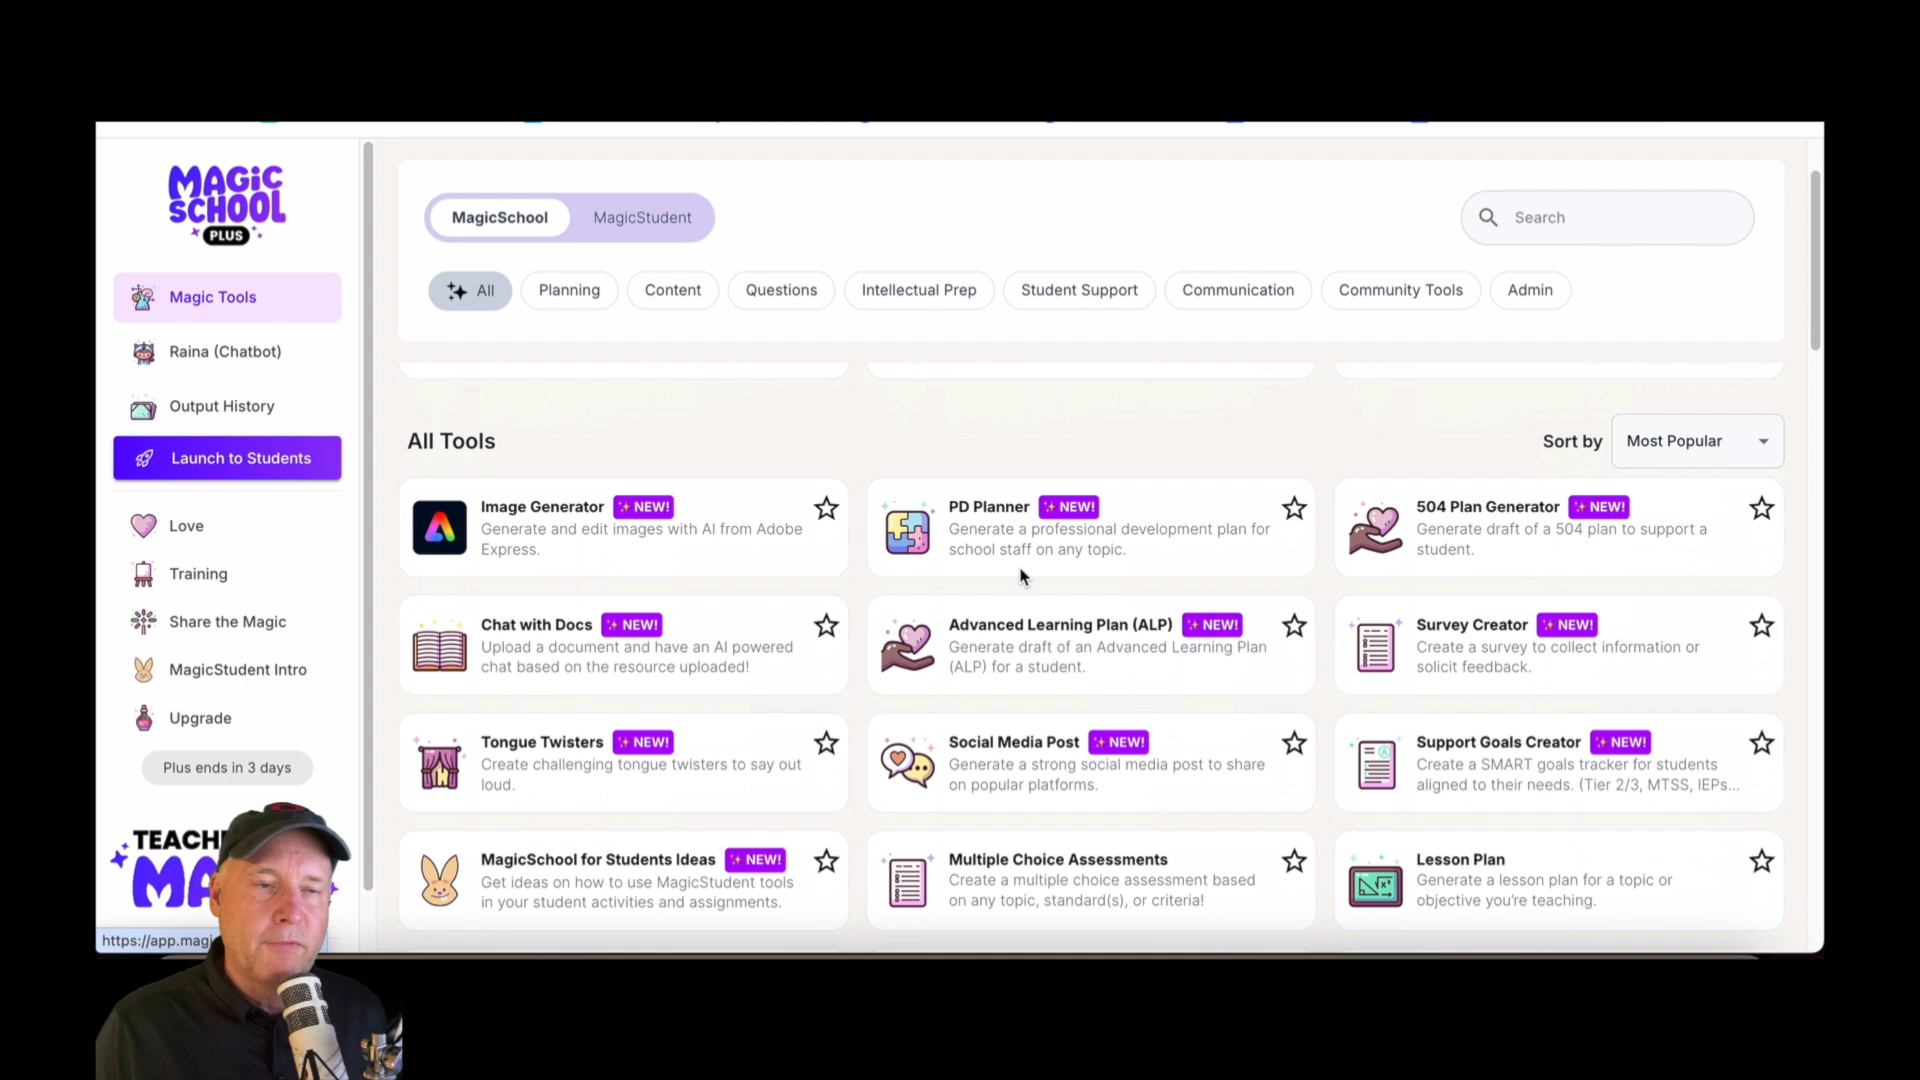 MAGIC
SCHOOL
PLUS
Magic Tools
Raina (Chatbot)
Output History
Launch to Students
Love
Training
Share the Magic
MagicStudent Intro
Upgrade
Plus ends in 3 days
https://app.magi
MagicSchool
MagicStudent
Search
All
Planning
Content
Questions
Intellectual Prep
Student Support
Communication
Community Tools
Admin
All Tools
Sort by
Most Popular
Image Generator NEW!
Generate and edit images with AI from Adobe
Express.
PD Planner NEW!
Generate a professional development plan for
school staff on any topic.
504 Plan Generator NEW!
Generate draft of a 504 plan to support a
student.
Chat with Docs NEW!
Upload a document and have an AI powered
chat based on the resource uploaded!
Advanced Learning Plan (ALP) NEW!
Generate draft of an Advanced Learning Plan
(ALP) for a student.
Survey Creator NEW!
Create a survey to collect information or
solicit feedback.
Tongue Twisters NEW!
Create challenging tongue twisters to say out
loud.
Social Media Post NEW!
Generate a strong social media post to share
on popular platforms.
Support Goals Creator NEW!
Create a SMART goals tracker for students
aligned to their needs. (Tier 2/3, MTSS, IEPs...
MagicSchool for Students Ideas NEW!
Get ideas on how to use MagicStudent tools
in your student activities and assignments.
Multiple Choice Assessments
Create a multiple choice assessment based
on any topic, standard(s), or criteria!
Lesson Plan
Generate a lesson plan for a topic or
objective you're teaching.